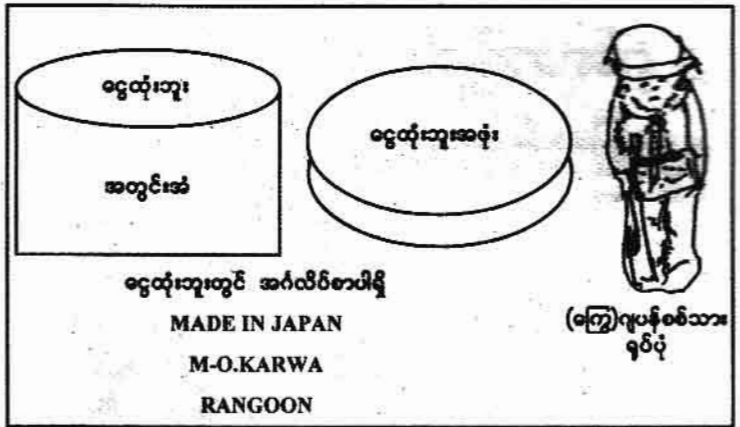 ငွေထုံးဘူး
အတွင်းအံ
ငွေထုံးဘူးအဖုံး
ငွေထုံးဘူးတွင် အင်္ဂလိပ်စာပါရှိ
MADE IN JAPAN
M-O.KARWA
RANGOON
(ကြွေ)ဂျပန်စစ်သား
ရုပ်ပုံ